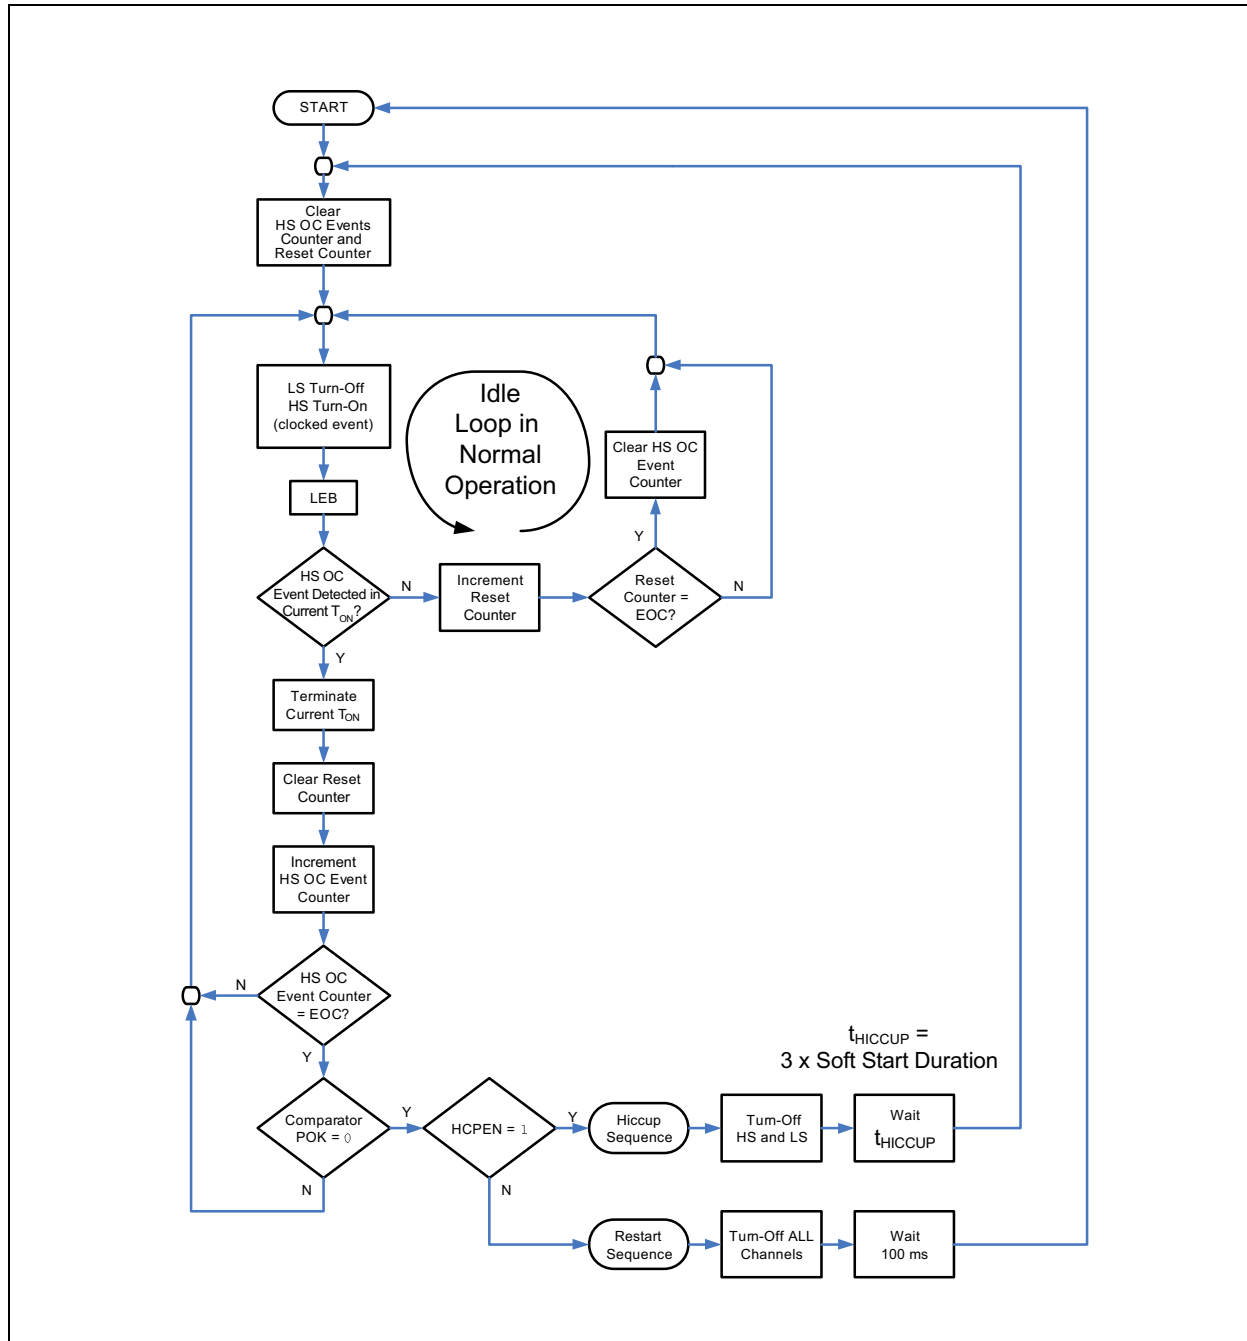 START
Clear
HS OC Events
Counter and
Reset Counter
LS Turn-Off
HS Turn-On
(clocked event)
Idle
Loop in
Normal
Operation
Clear HS OC
Event
Counter
LEB
Y
HS OC
Event Detected in
Current TON?
N
Increment
Reset
Counter
Reset
Counter =
EOC?
N
Y
Terminate
Current TON
Clear Reset
Counter
Increment
HS OC Event
Counter
HS OC
Event Counter
= EOC?
N
Y
tHICCUP =
3 x Soft Start Duration
Comparator
POK = 0
Y
HCPEN = 1
Y
Hiccup
Sequence
Turn-Off
HS and LS
Wait
tHICCUP
N
N
Restart
Sequence
Turn-Off ALL
Channels
Wait
100 ms